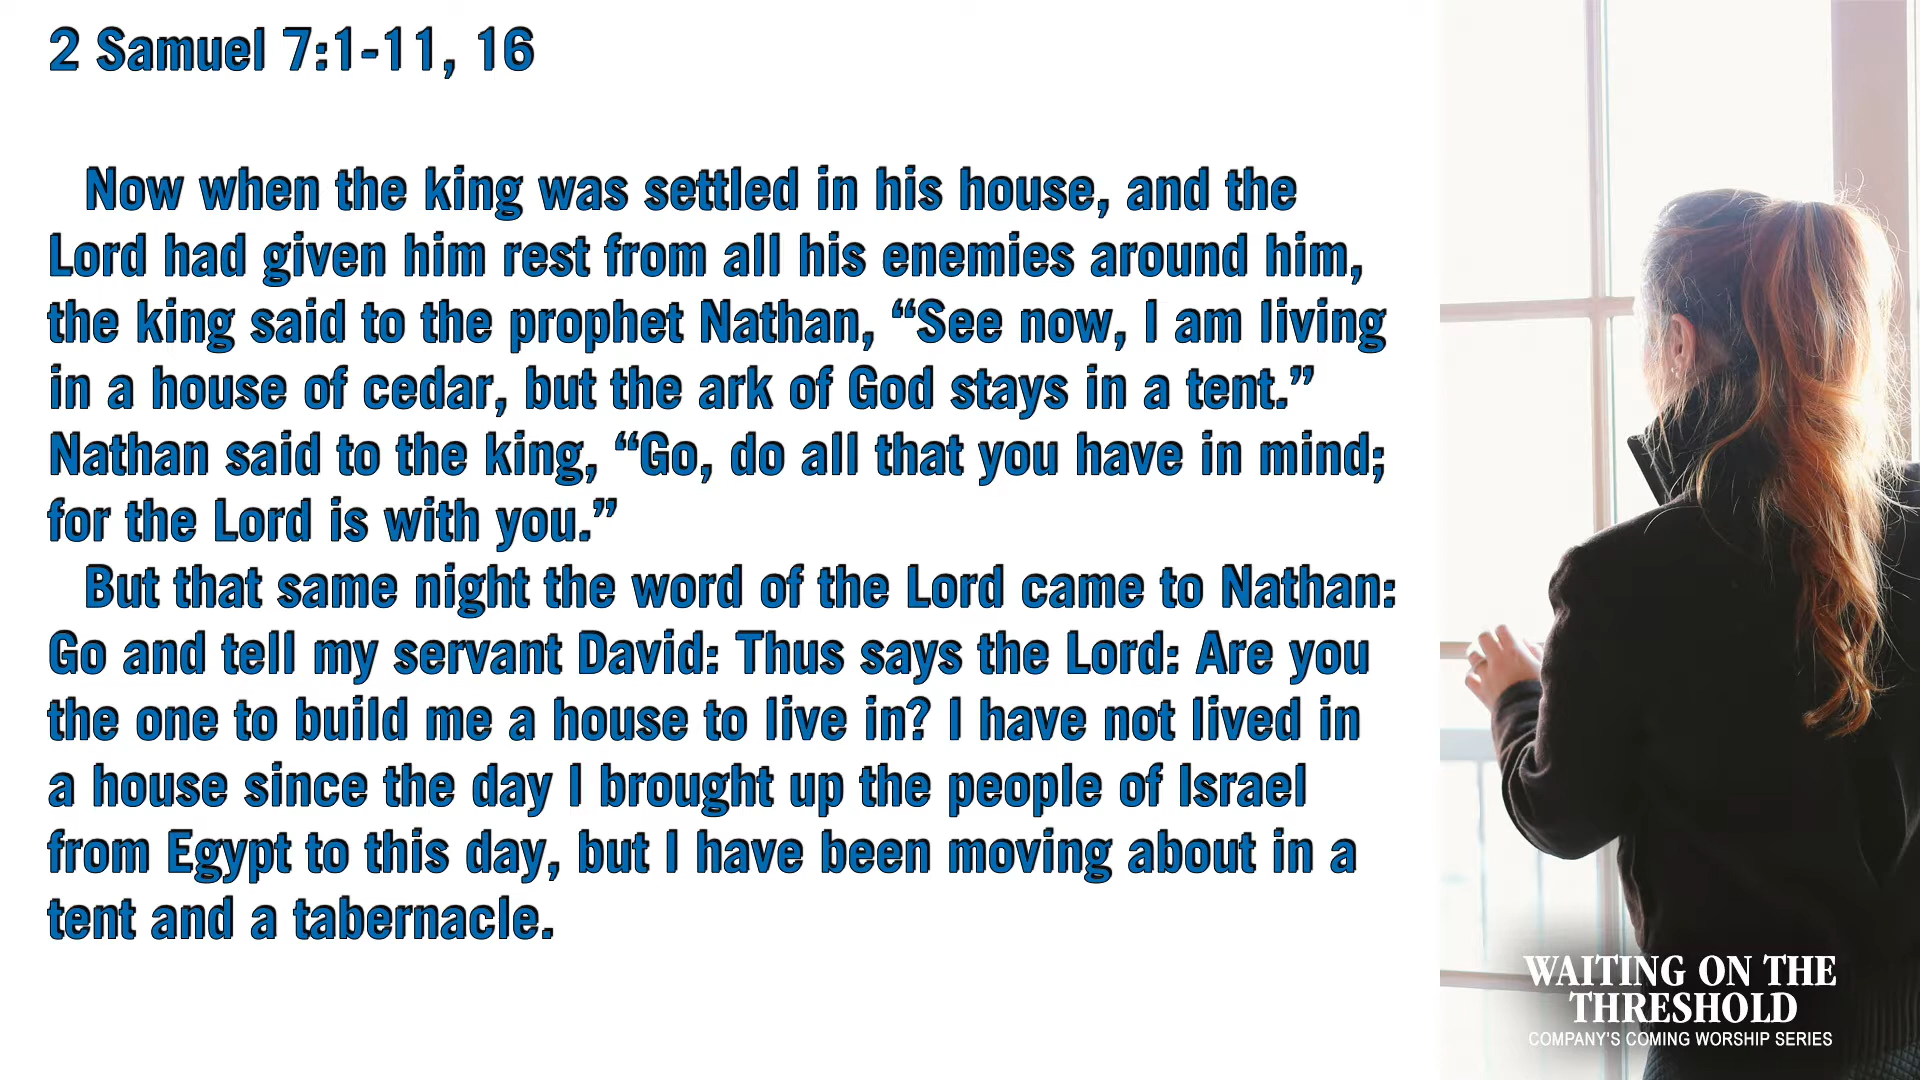 2 Samuel 7:1-11, 16
Now when the king was settled in his house, and the
Lord had given him rest from all his enemies around him,
the king said to the prophet Nathan, “See now, I am living
in a house of cedar, but the ark of God stays in a tent.”
Nathan said to the king, “Go, do all that you have in mind;
for the Lord is with you.”
But that same night the word of the Lord came to Nathan:
Go and tell my servant David: Thus says the Lord: Are you
the one to build me a house to live in? I have not lived in
a house since the day I brought up the people of Israel
from Egypt to this day, but I have been moving about in a
tent and a tabernacle.
WAITING ON THE
THRESHOLD
COMPANY'S COMING WORSHIP SERIES